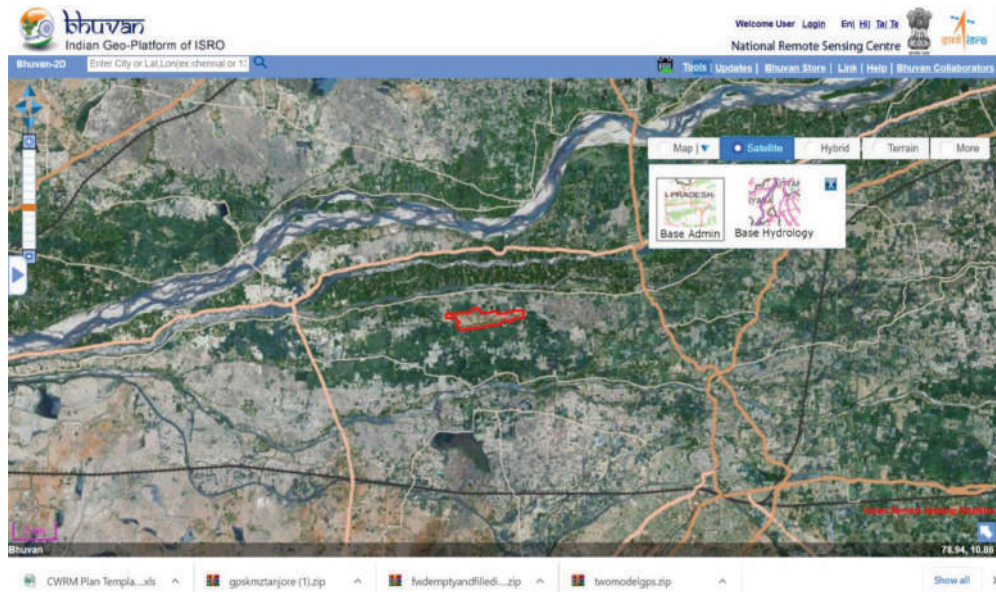 bhuvan
Indian Geo-Platform of ISRO
Welcome User Login En| Hi| Ta| Te
National Remote Sensing Centre
Bhuvan-2D
Enter City or Lat,Lon(ex:chennai or 1
Tools | Updates | Bhuvan Store | Link | Help | Bhuvan Collaborators
Map | Satellite Hybrid Terrain More
Base Admin Base Hydrology
Bhuvan
78.94, 10.86
CWRM Plan Templa....xls
gpskmztanjore (1).zip
fwdemptyandfilledi....zip
twomodelgps.zip
Show all